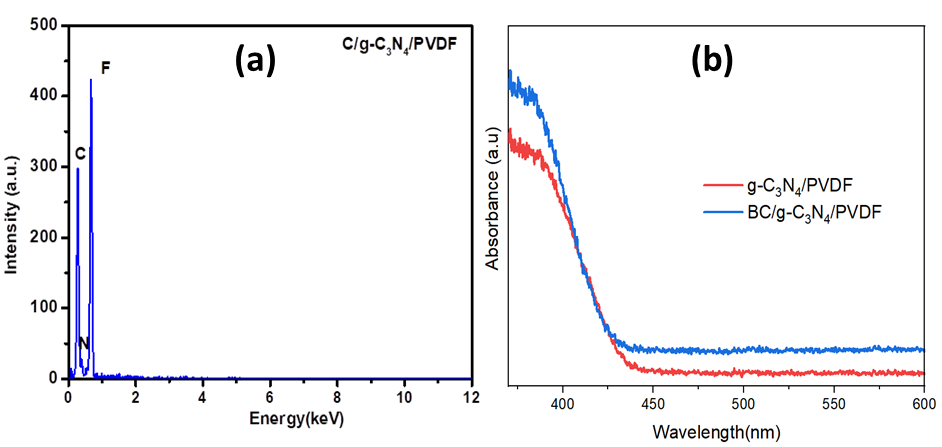 (a)
C/g-C₃N₄/PVDF
F
C
N
500
400
300
200
100
0
Intensity (a.u.)
0 2 4 6 8 10 12
Energy(keV)
(b)
g-C₃N₄/PVDF
BC/g-C₃N₄/PVDF
Absorbance (a.u)
400 450 500 550 600
Wavelength(nm)